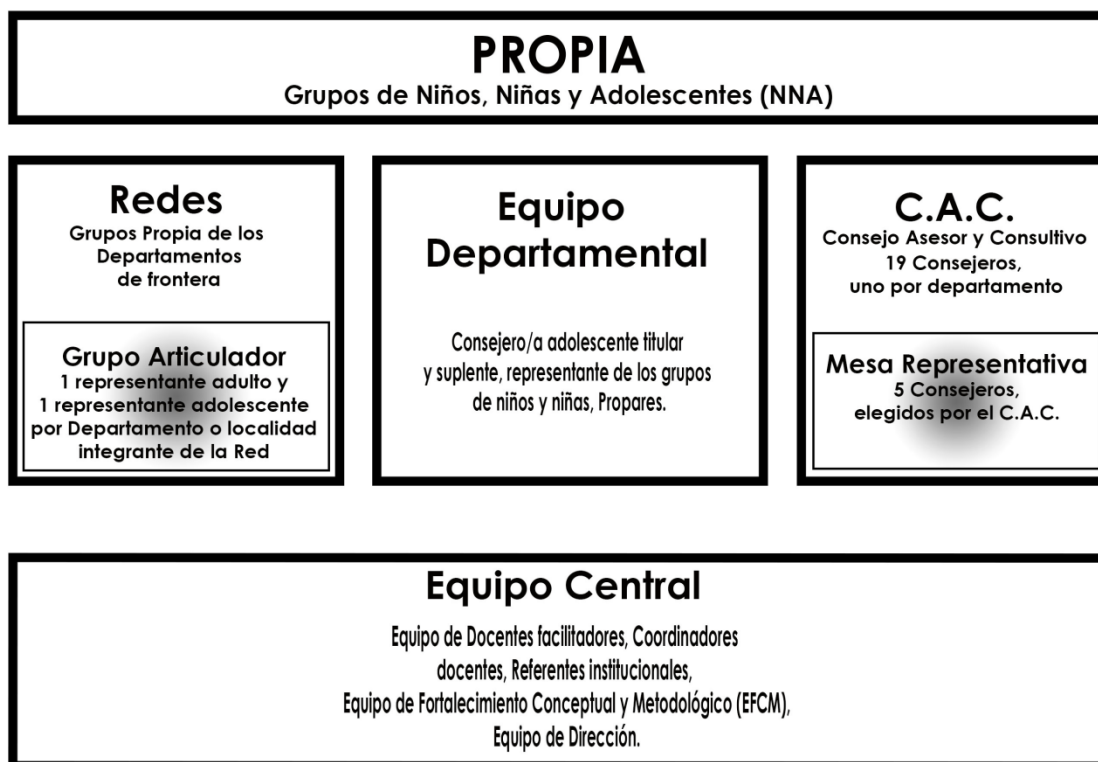 PROPIA
Grupos de Niños, Niñas y Adolescentes (NNA)
Redes
Grupos Propia de los
Departamentos
de frontera
Grupo Articulador
1 representante adulto y
1 representante adolescente
por Departamento o localidad
integrante de la Red
Equipo
Departamental
Consejero/a adolescente titular
y suplente, representante de los grupos
de niños y niñas, Propares.
C.A.C.
Consejo Asesor y Consultivo
19 Consejeros,
uno por departamento
Mesa Representativa
5 Consejeros,
elegidos por el C.A.C.
Equipo Central
Equipo de Docentes facilitadores, Coordinadores
docentes, Referentes institucionales,
Equipo de Fortalecimiento Conceptual y Metodológico (EFCM),
Equipo de Dirección.